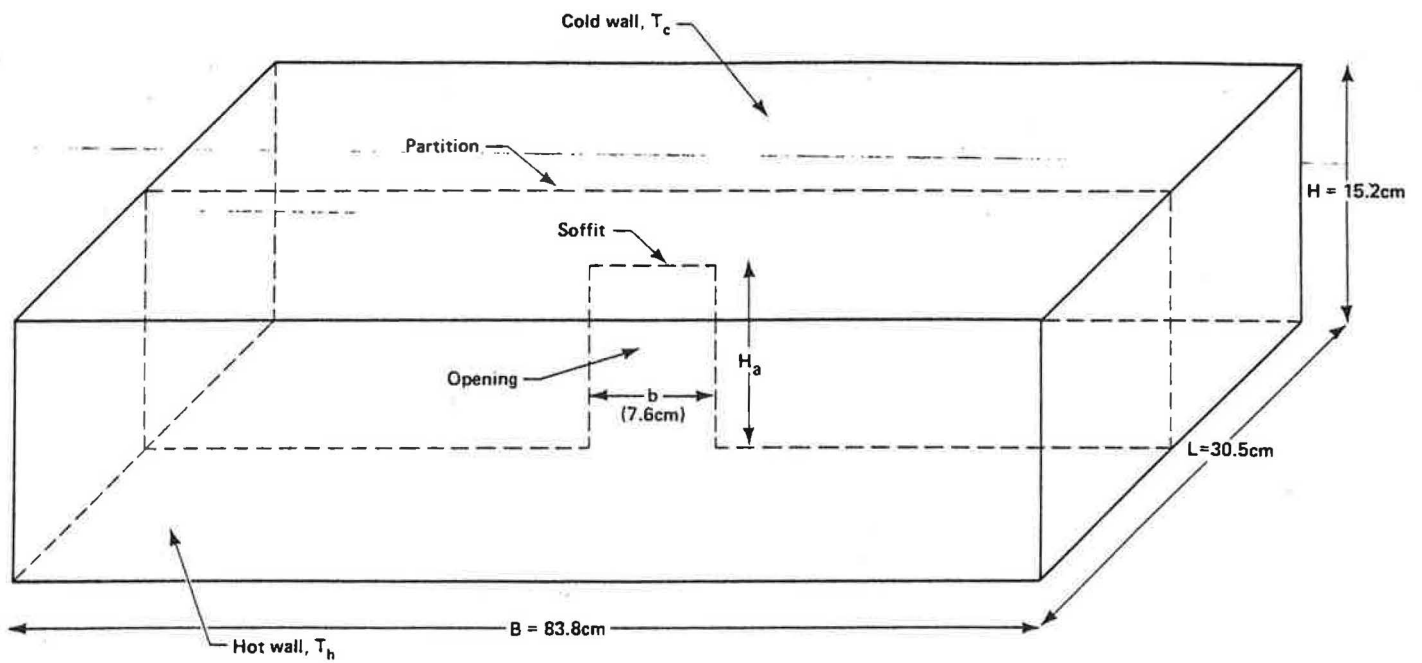 Cold wall, T_c
Partition
H = 15.2cm
Soffit
H_a
Opening
b
(7.6cm)
L=30.5cm
B = 83.8cm
Hot wall, T_h